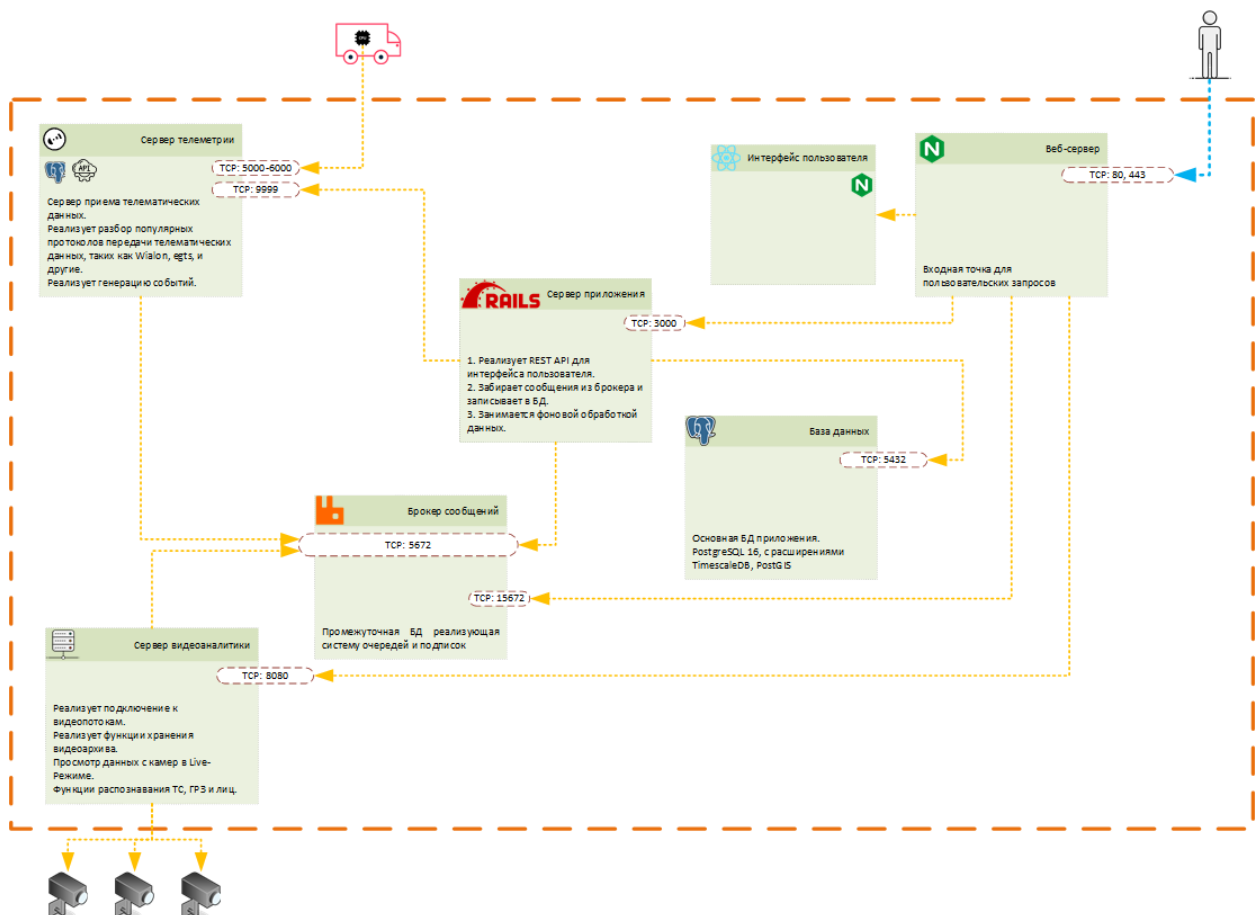 Сервер телеметрии
API
TCP: 5000-6000
TCP: 9999
Сервер приема телематических
данных.
Реализует разбор популярных
протоколов передачи телематических
данных, таких как Wialon, egts, и
другие.
Реализует генерацию событий.
Интерфейс пользователя
Веб-сервер
TCP: 80, 443
Входная точка для
пользовательских запросов
RAILS
Сервер приложения
TCP: 3000
1. Реализует REST API для
интерфейса пользователя.
2. Забирает сообщения из брокера и
записывает в БД.
3. Занимается фоновой обработкой
данных.
База данных
TCP: 5432
Основная БД приложения.
PostgreSQL 16, с расширениями
TimescaleDB, PostGIS
Брокер сообщений
TCP: 5672
TCP: 15672
Промежуточная БД реализующая
систему очередей и подписок
Сервер видеоаналитики
TCP: 8080
Реализует подключение к
видеопотокам.
Реализует функции хранения
видеоархива.
Просмотр данных с камер в Live-
Режиме.
Функции распознавания ТС, ГРЗ и лиц.